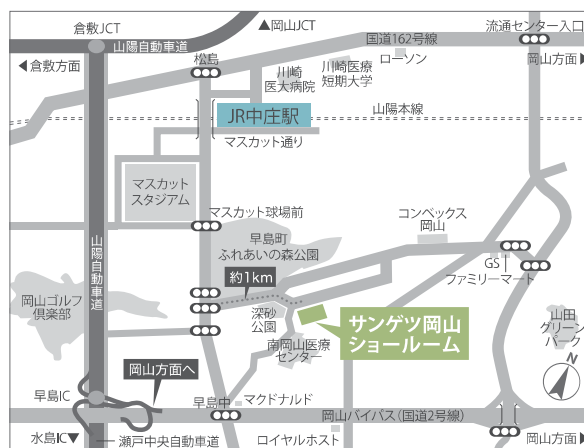 倉敷JCT
▲岡山JCT
流通センター入口
山陽自動車道
国道162号線
◀倉敷方面
松島
川崎
医大病院
川崎医療
短期大学
ローソン
岡山方面▶
JR中庄駅
山陽本線
マスカット通り
マスカット
スタジアム
マスカット球場前
コンベックス
岡山
早島町
ふれあいの森公園
山陽自動車道
約1km
GS
ファミリーマート
岡山ゴルフ
倶楽部
深砂
公園
サンゲツ岡山
ショールーム
山田
グリーン
パーク
南岡山医療
センター
岡山方面へ
早島IC
早島中
マクドナルド
岡山バイパス(国道2号線)
水島IC▼
瀬戸中央自動車道
ロイヤルホスト
岡山方面▶